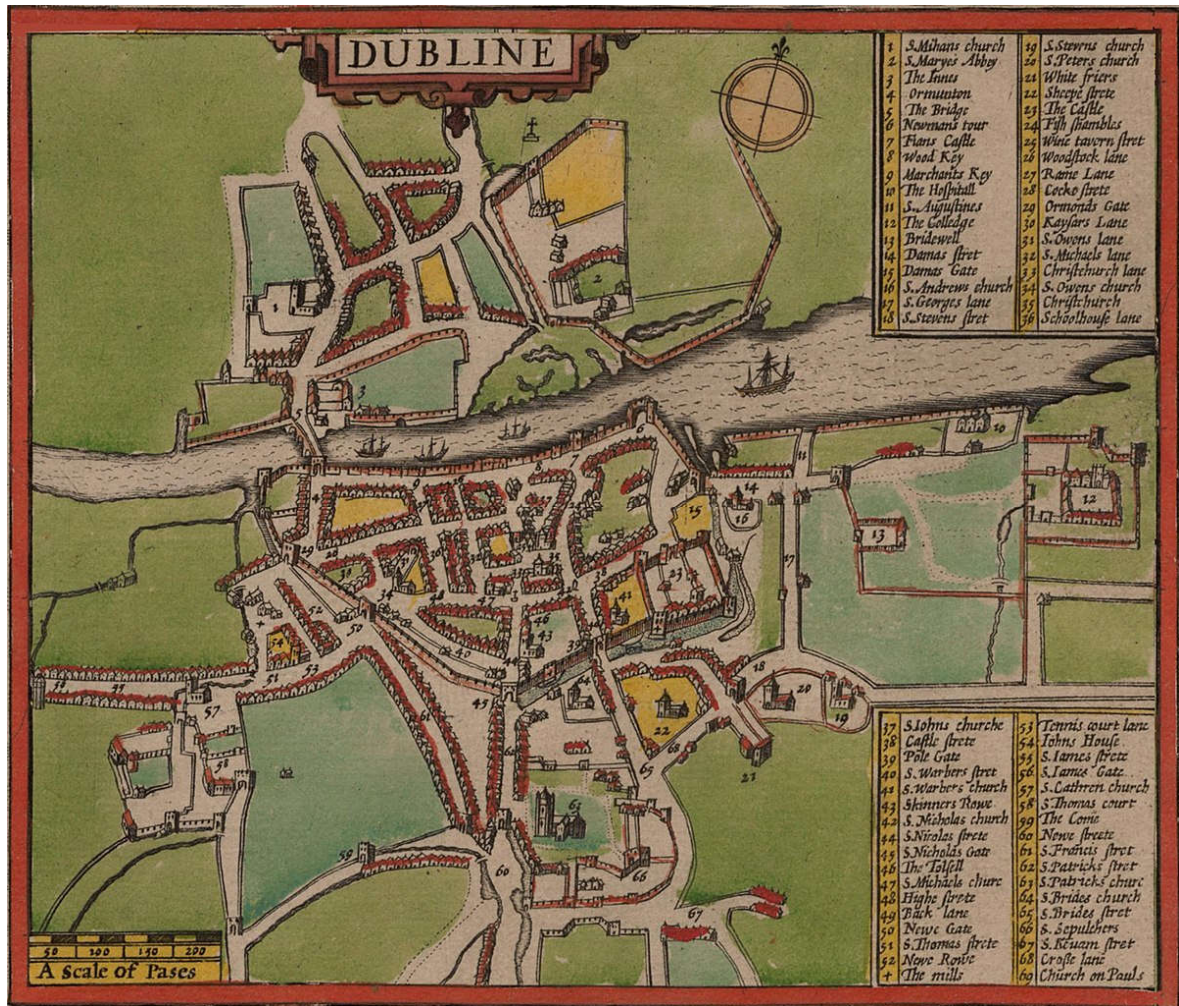 DUBLINE
1 S.Mihans church
2 S.Maryes Abbey
3 The Innes
4 Ormunton
5 The Bridge
6 Newmans tour
7 Fians Castle
8 Wood Key
9 Marchants Key
10 The Hospitall
11 S.Augustines
12 The Colledge
13 Bridewell
14 Damas stret
15 Damas Gate
16 S.Andrews church
17 S.Georges lane
18 S.Stevens stret
19 S.Stevens church
20 S.Peters church
21 White friers
22 Sheepe strete
23 The Castle
24 Fish shambles
25 Wine tavern stret
26 Woodstock lane
27 Rame Lane
28 Cocke strete
29 Ormonds Gate
30 Kaysars Lane
31 S.Owens lane
32 S.Michaels lane
33 Christchurch lane
34 S.Owens church
35 Christchurch
36 Schoolhouse lane
37 S.Iohns churche
38 Castle strete
39 Pole Gate
40 S.Warbers stret
41 S.Warbers church
43 Skinners Rowe
42 S.Nicholas church
44 S.Nicolas strete
45 S.Nicholas Gate
46 The Tolsell
47 S.Michaels churc
48 Highe strete
49 Back lane
50 Newe Gate
51 S.Thomas strete
52 Newe Rowe
+ The mills
53 Tennis court lane
54 Iohns House
55 S.Iames strete
56 S.Iames Gate
57 S.Cathren church
58 S.Thomas court
59 The Come
60 Newe streete
61 S.Francis stret
62 S.Patricks stret
63 S.Patricks churc
64 S.Brides church
65 S.Brides stret
66 S. Sepulchers
67 S.Keuam stret
68 Crosse lane
69 Church on Pauls
50 100 150 200
A Scale of Pases